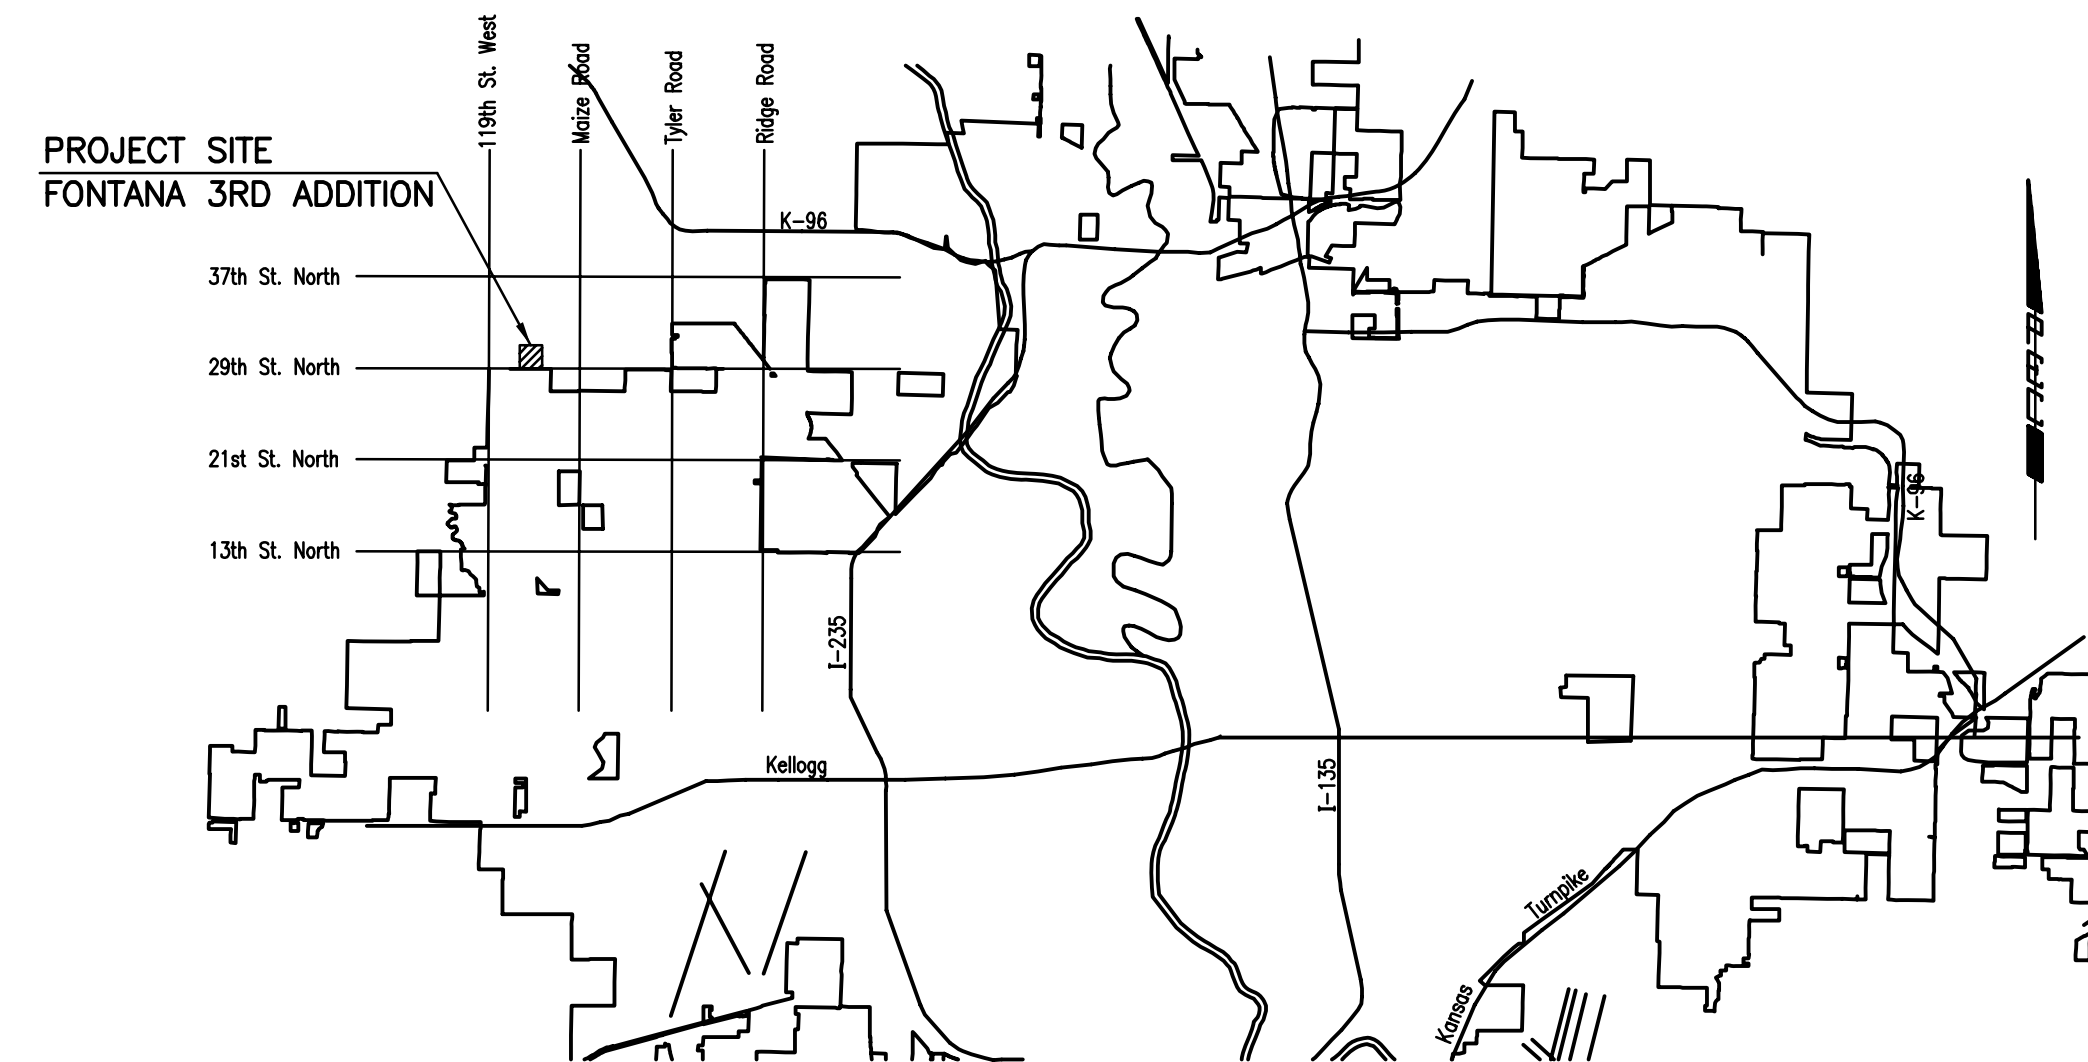 119th St. West
Maize Road
Tyler Road
Ridge Road
PROJECT SITE
FONTANA 3RD ADDITION
K-96
37th St. North
29th St. North
21st St. North
13th St. North
K-96
I-235
Kellogg
I-135
Turnpike
Kansas